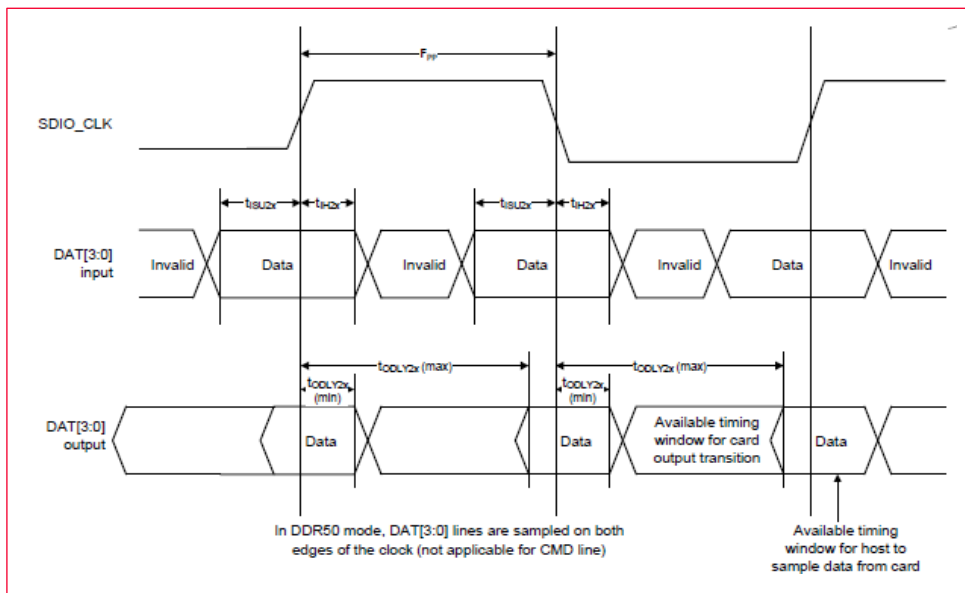 FPP
SDIO_CLK
tISU2x
tIH2x
tISU2x
tIH2x
DAT[3:0]
input
Invalid
Data
Invalid
Data
Invalid
Data
Invalid
tODLY2x (max)
tODLY2x (max)
tODLY2x
(min)
tODLY2x
(min)
DAT[3:0]
output
Data
Data
Available timing
window for card
output transition
Data
In DDR50 mode, DAT[3:0] lines are sampled on both
edges of the clock (not applicable for CMD line)
Available timing
window for host to
sample data from card